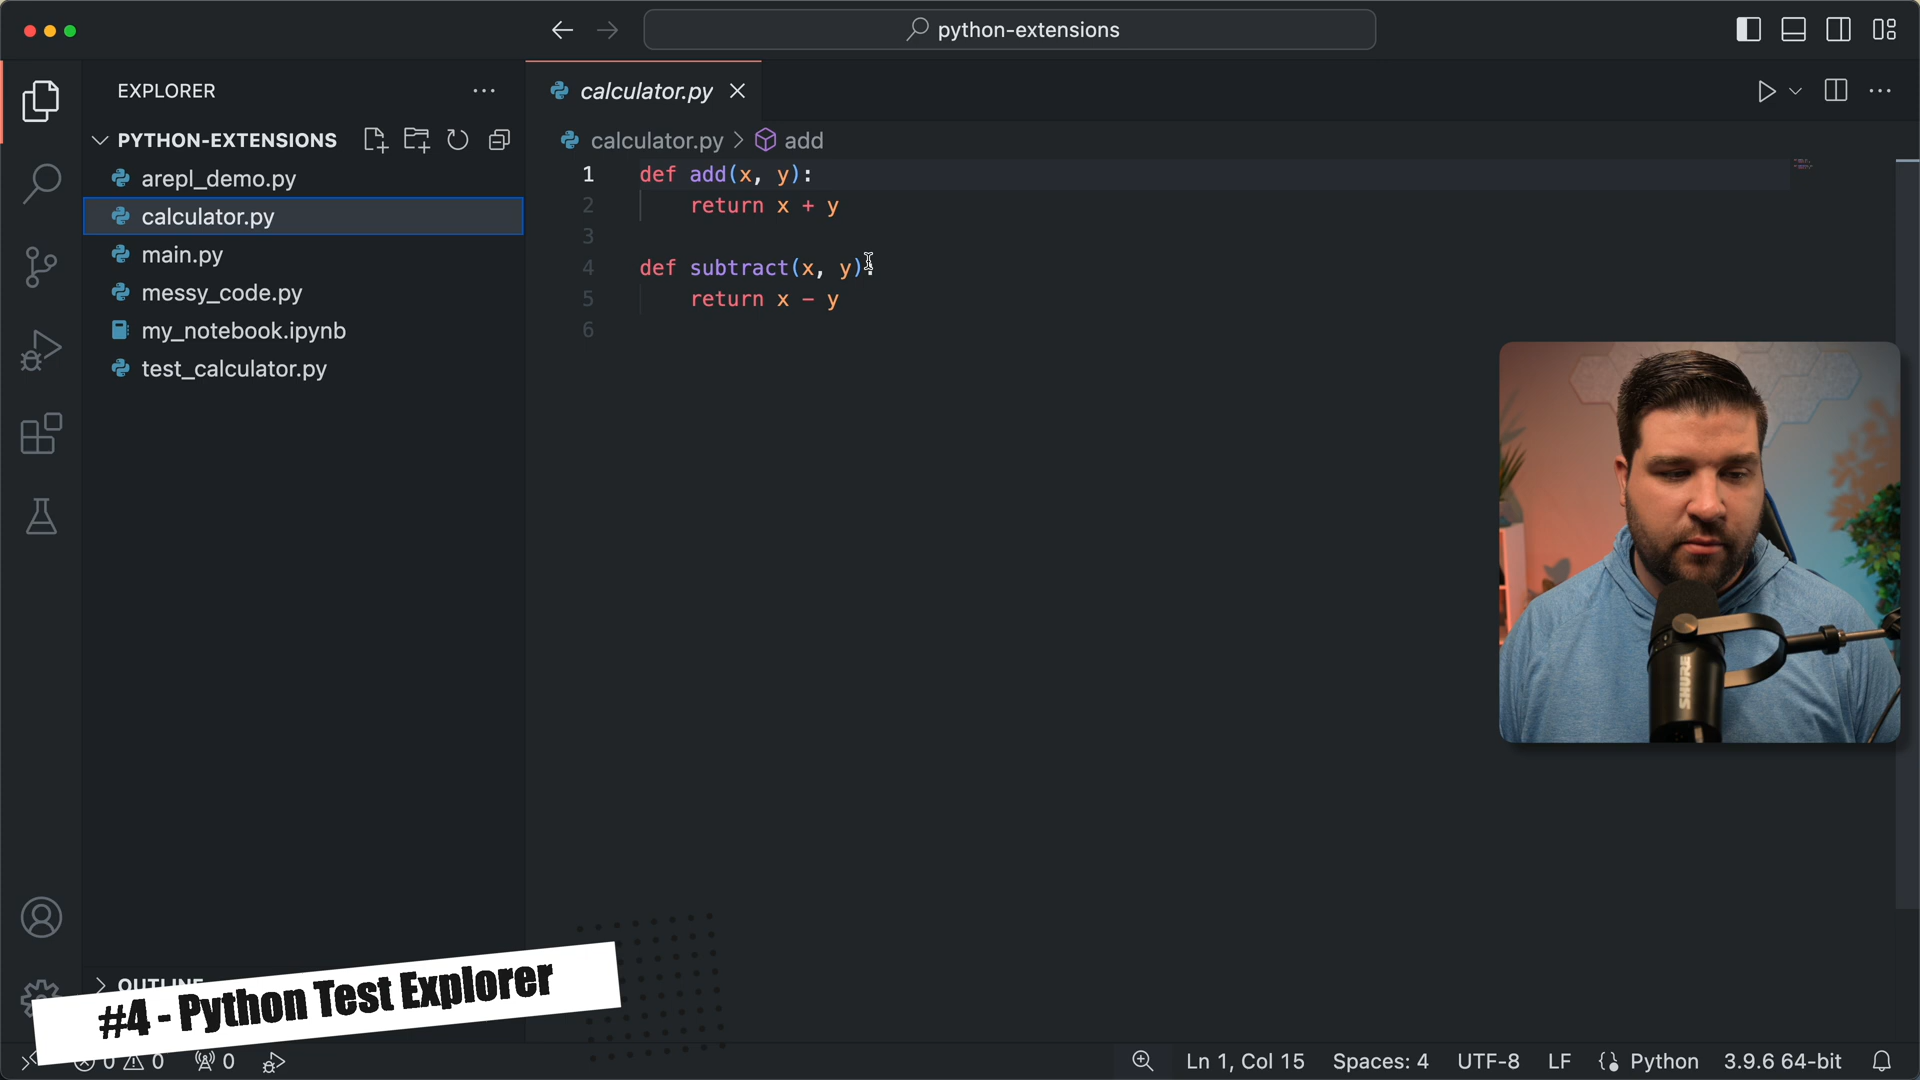 python-extensions
EXPLORER
calculator.py
PYTHON-EXTENSIONS
calculator.py
add
arepl_demo.py
calculator.py
main.py
messy_code.py
my_notebook.ipynb
test_calculator.py
1 def add(x, y):
2 return x + y
3
4 def subtract(x, y):
5 return x - y
6
SHURE
OUTLINE
#4 - Python Test Explorer
0 0 0
Ln 1, Col 15 Spaces: 4 UTF-8 LF Python 3.9.6 64-bit